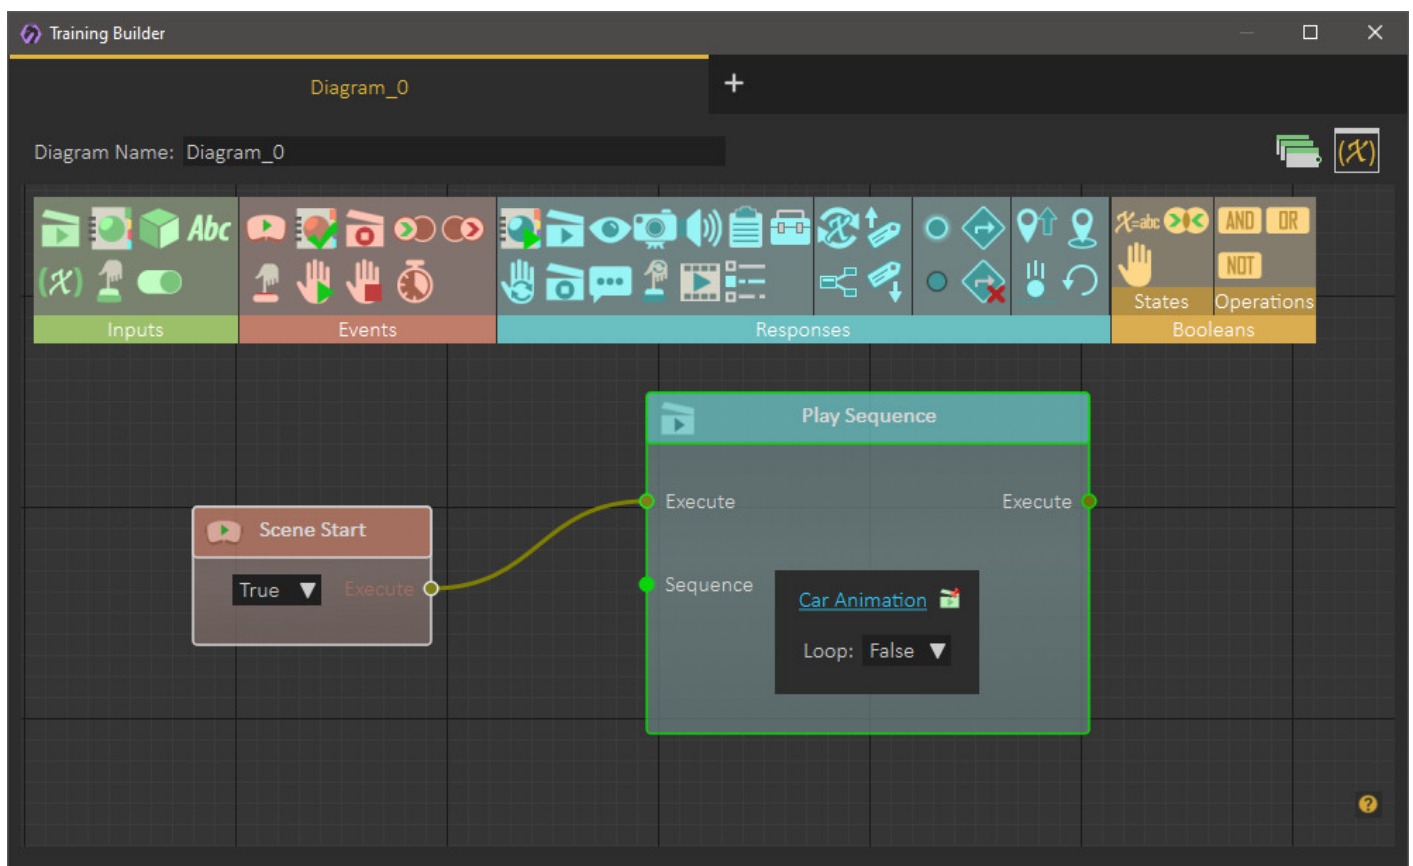 Training Builder
Diagram_0
+
Diagram Name: Diagram_0
(X)
Abc
X=abc
AND OR
(X)
NOT
States Operations
Inputs Events Responses Booleans
Play Sequence
Execute Execute
Scene Start
True Execute
Sequence
Car Animation
Loop: False
?